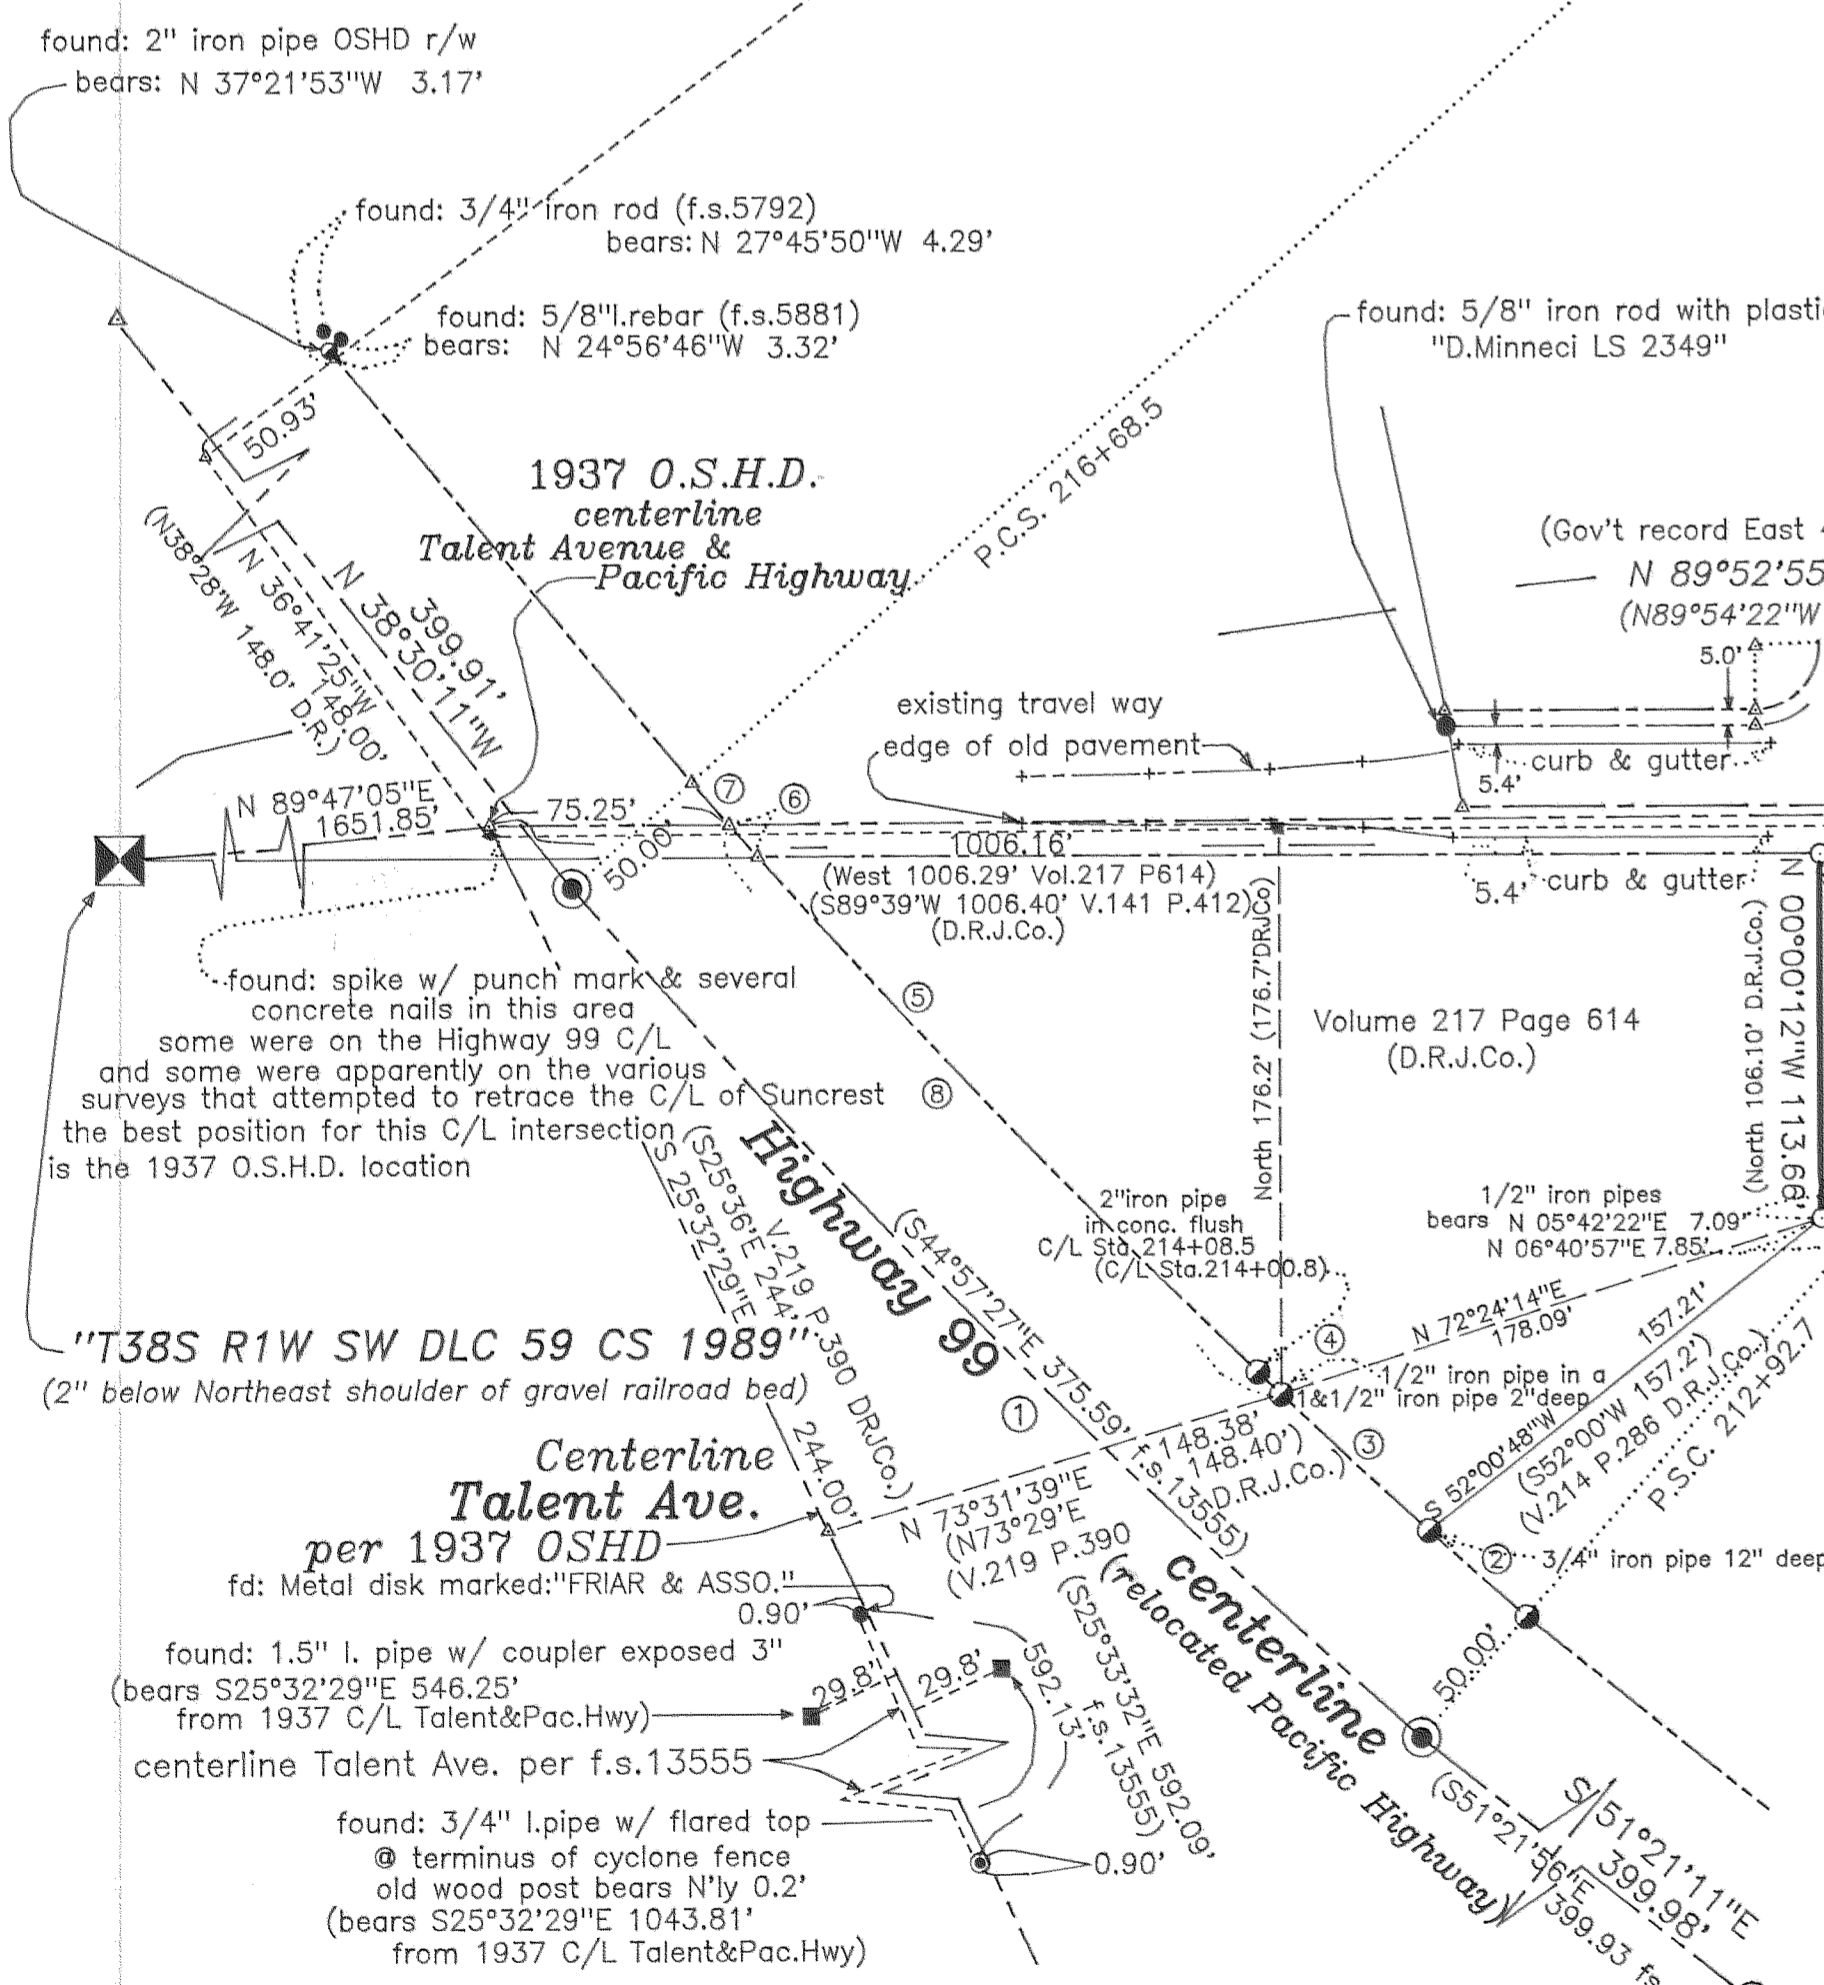 found: 2" iron pipe OSHD r/w
bears: N 37°21'53"W 3.17'
found: 3/4" iron rod (f.s.5792)
bears: N 27°45'50"W 4.29'
found: 5/8"I.rebar (f.s.5881)
bears: N 24°56'46"W 3.32'
found: 5/8" iron rod with
"D.Minneci LS 2349"
50.93'
1937 O.S.H.D.
centerline
Talent Avenue &
Pacific Highway
P.C.S. 216+68.5
(Gov't record East
N 89°52'55
(N89°54'22"W
5.0'
(N38°28'W 148.0' D.R.)
N 36°41'25"W
148.00'
N 38°30'11"W
399.91'
existing travel way
edge of old pavement
curb & gutter
5.4'
N 89°47'05"E
1651.85'
75.25'
7
6
50.00'
1006.16'
(West 1006.29' Vol.217 P614)
(S89°39'W 1006.40' V.141 P.412)
(D.R.J.Co.)
5.4'
curb & gutter
North 176.2' (176.7'DRJCo)
(North 106.10' D.R.J.Co.)
N 00°00'12"W 113.66'
found: spike w/ punch mark & several
concrete nails in this area
some were on the Highway 99 C/L
and some were apparently on the various
surveys that attempted to retrace the C/L of Suncrest
the best position for this C/L intersection
is the 1937 O.S.H.D. location
5
8
Volume 217 Page 614
(D.R.J.Co.)
S 25°32'29"E
244.00'
(S25°36'E 244'
V.219 P.390 DRJCo.)
Highway 99
(S44°57'27"E 375.59' f.s.13555)
2"iron pipe
in conc. flush
C/L Sta.214+08.5
(C/L Sta.214+00.8)
1/2" iron pipes
bears N 05°42'22"E 7.09'
N 06°40'57"E 7.85'
"T38S R1W SW DLC 59 CS 1989"
(2" below Northeast shoulder of gravel railroad bed)
1
4
N 72°24'14"E
178.09'
1/2" iron pipe in a
1&1/2" iron pipe 2"deep
157.21'
S 52°00'48"W
(S52°00'W 157.2')
(V.214 P.286 D.R.J.Co.)
P.S.C. 212+92.7
3
Centerline
Talent Ave.
per 1937 OSHD
N 73°31'39"E
148.38'
(N73°29'E
148.40')
(V.219 P.390
D.R.J.Co.)
2
3/4" iron pipe 12" deep
fd: Metal disk marked:"FRIAR & ASSO."
0.90'
found: 1.5" I. pipe w/ coupler exposed 3"
(bears S25°32'29"E 546.25'
from 1937 C/L Talent&Pac.Hwy)
29.8'
29.8'
592.13'
(S25°33'32"E 592.09'
f.s.13555)
centerline
(relocated Pacific Highway)
50.00'
centerline Talent Ave. per f.s.13555
found: 3/4" I.pipe w/ flared top
@ terminus of cyclone fence
old wood post bears N'ly 0.2'
(bears S25°32'29"E 1043.81'
from 1937 C/L Talent&Pac.Hwy)
0.90'
S 51°21'11"E
399.98'
(S51°21'56"E
399.93 fs